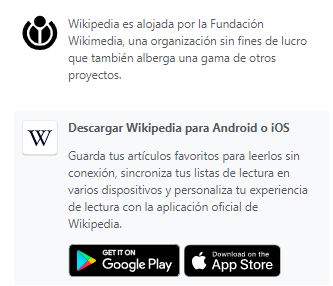 Wikipedia es alojada por la Fundación
Wikimedia, una organización sin fines de lucro
que también alberga una gama de otros
proyectos.
W
Descargar Wikipedia para Android o iOS
Guarda tus artículos favoritos para leerlos sin
conexión, sincroniza tus listas de lectura en
varios dispositivos y personaliza tu experiencia
de lectura con la aplicación oficial de
Wikipedia.
GET IT ON
Google Play
Download on the
App Store